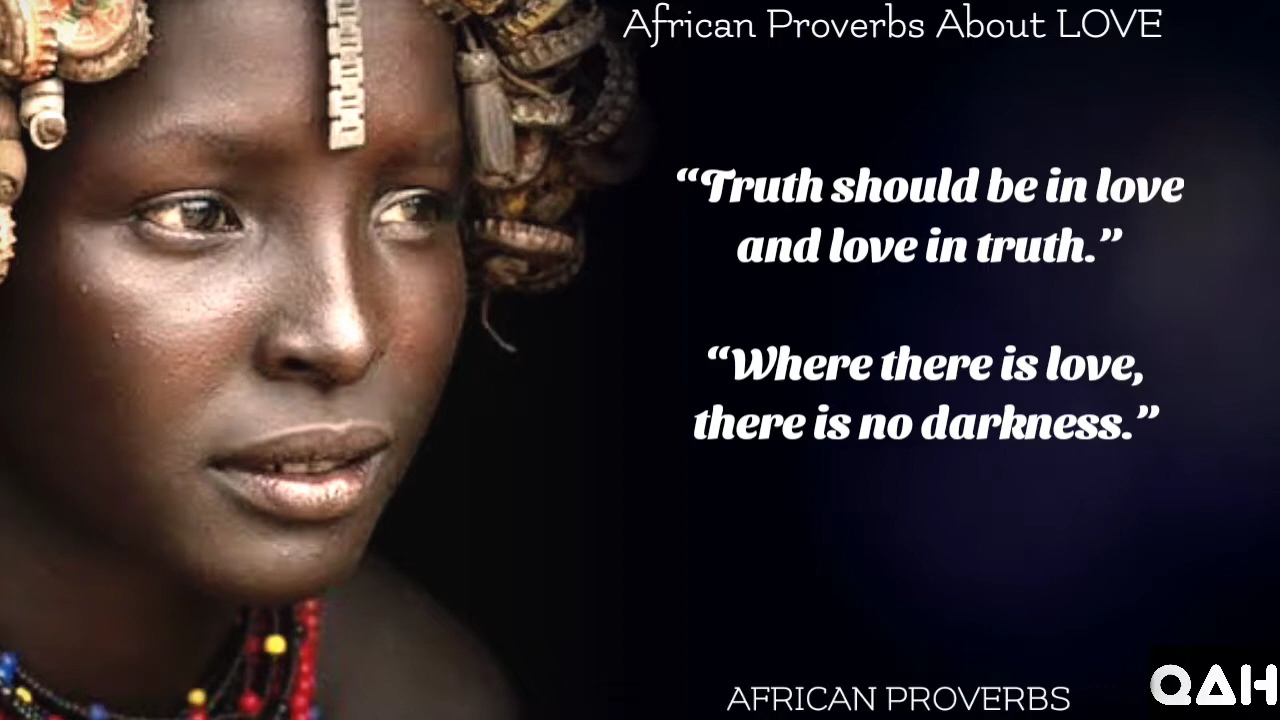 African Proverbs About LOVE
“Truth should be in love
and love in truth.”
“Where there is love,
there is no darkness.”
AFRICAN PROVERBS
QAH